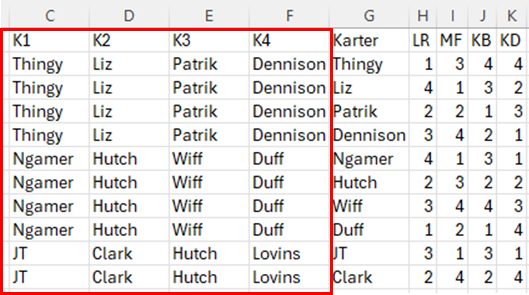 C D E F G H I J K
K1 K2 K3 K4 Karter LR MF KB KD
Thingy Liz Patrik Dennison Thingy 1 3 4 4
Thingy Liz Patrik Dennison Liz 4 1 3 2
Thingy Liz Patrik Dennison Patrik 2 2 1 3
Thingy Liz Patrik Dennison Dennison 3 4 2 1
Ngamer Hutch Wiff Duff Ngamer 4 1 3 1
Ngamer Hutch Wiff Duff Hutch 2 3 2 2
Ngamer Hutch Wiff Duff Wiff 3 4 4 3
Ngamer Hutch Wiff Duff Duff 1 2 1 4
JT Clark Hutch Lovins JT 3 1 3 1
JT Clark Hutch Lovins Clark 2 4 2 4